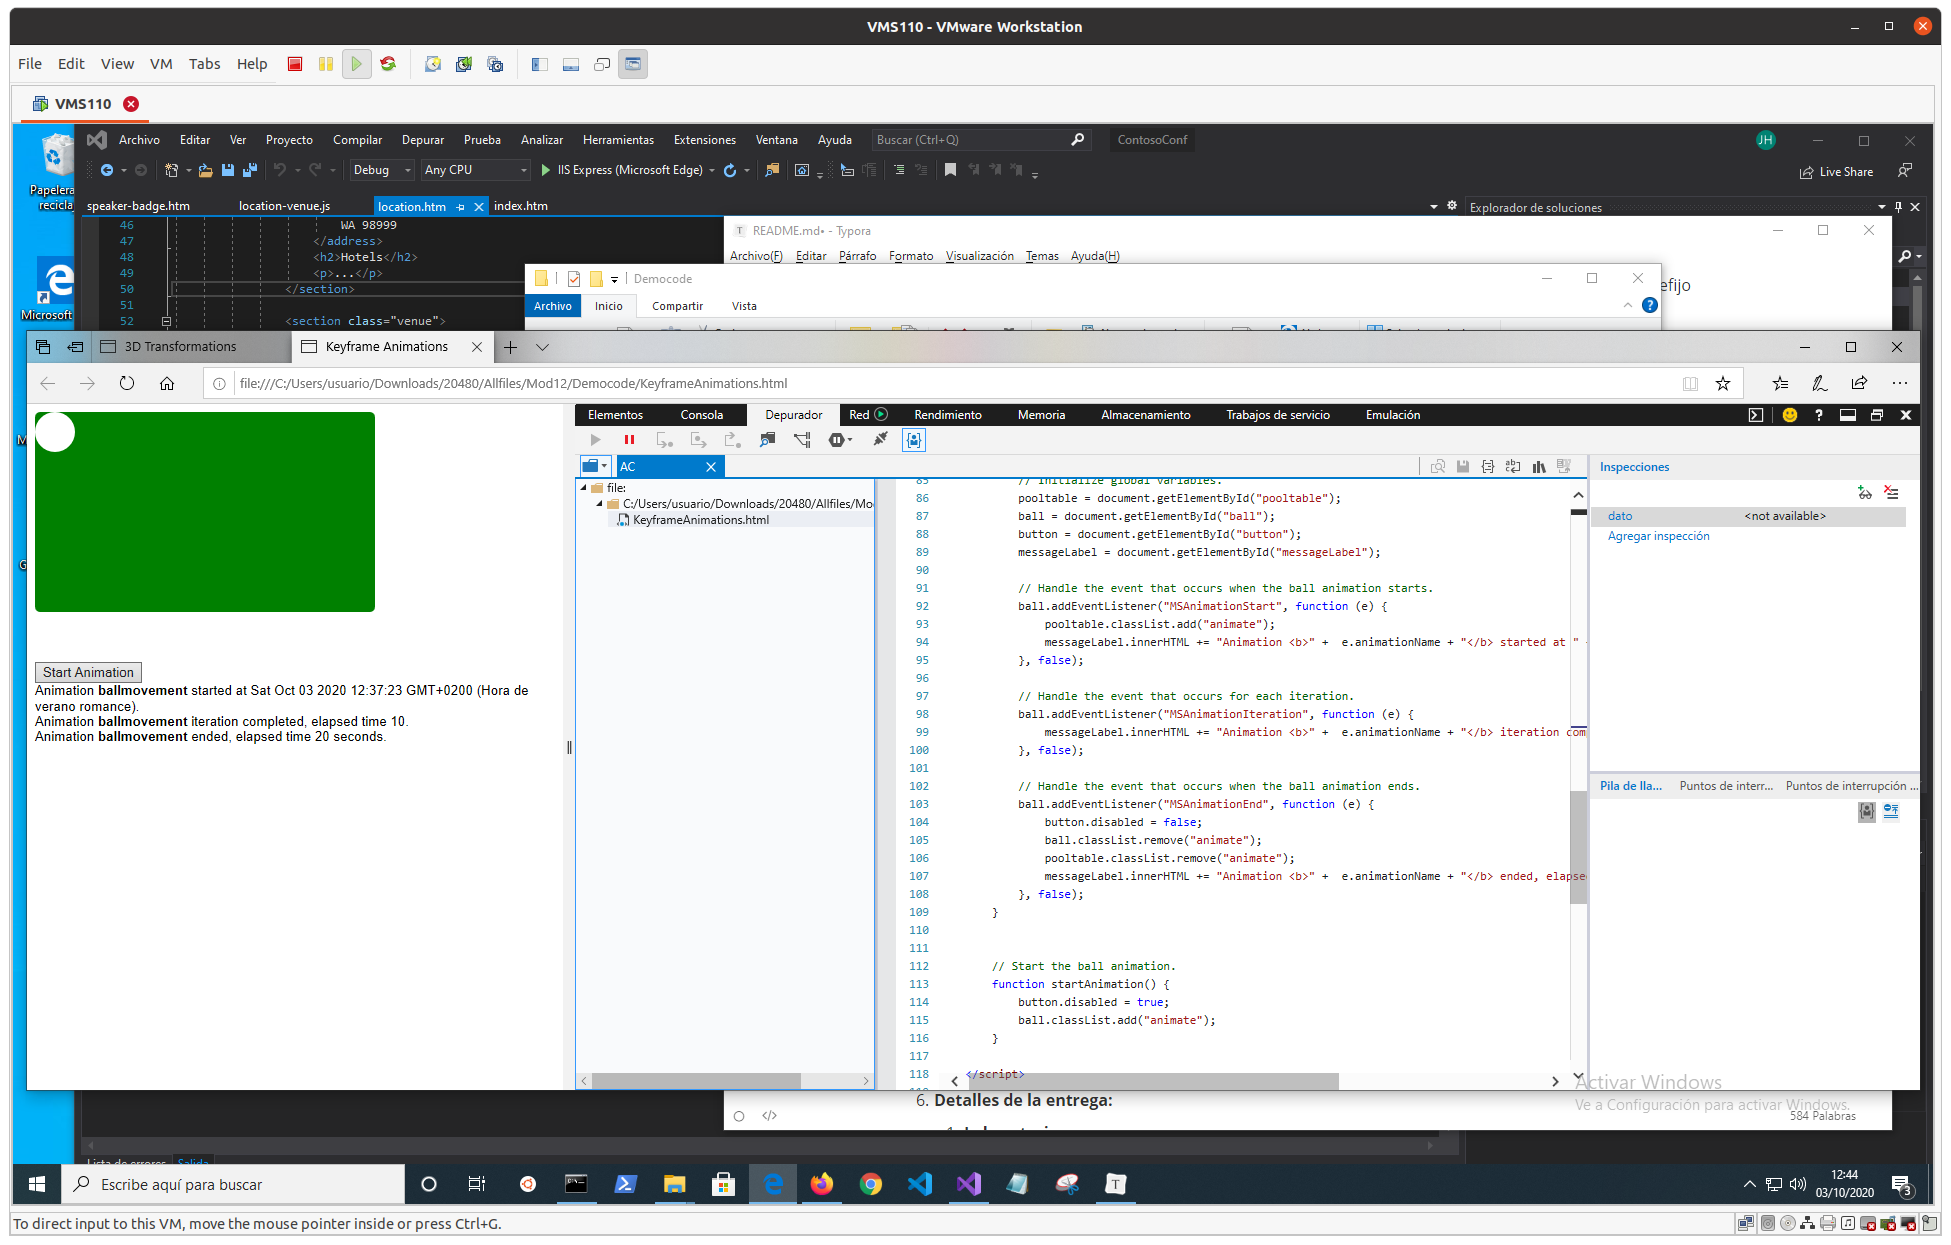 VMS110 - VMware Workstation
File Edit View VM Tabs Help
VMS110
Papelera
recicla
Microsoft
Archivo Editar Ver Proyecto Compilar Depurar Prueba Analizar Herramientas Extensiones Ventana Ayuda Buscar (Ctrl+Q) ContosoConf JH
Debug Any CPU IIS Express (Microsoft Edge) Live Share
speaker-badge.htm location-venue.js location.htm index.htm Explorador de soluciones
46 WA 98999
47 </address>
48 <h2>Hotels</h2>
49 <p>...</p>
50 </section>
51
52 <section class="venue">
T README.md• - Typora
Archivo(F) Editar Párrafo Formato Visualización Temas Ayuda(H)
efijo
Democode
Archivo Inicio Compartir Vista
3D Transformations Keyframe Animations
file:///C:/Users/usuario/Downloads/20480/Allfiles/Mod12/Democode/KeyframeAnimations.html
Start Animation
Animation ballmovement started at Sat Oct 03 2020 12:37:23 GMT+0200 (Hora de
verano romance).
Animation ballmovement iteration completed, elapsed time 10.
Animation ballmovement ended, elapsed time 20 seconds.
Elementos Consola Depurador Red Rendimiento Memoria Almacenamiento Trabajos de servicio Emulación
AC
file:
C:/Users/usuario/Downloads/20480/Allfiles/Mo
KeyframeAnimations.html
85 // Initialize global variables.
86 pooltable = document.getElementById("pooltable");
87 ball = document.getElementById("ball");
88 button = document.getElementById("button");
89 messageLabel = document.getElementById("messageLabel");
90
91 // Handle the event that occurs when the ball animation starts.
92 ball.addEventListener("MSAnimationStart", function (e) {
93 pooltable.classList.add("animate");
94 messageLabel.innerHTML += "Animation <b>" + e.animationName + "</b> started at "
95 }, false);
96
97 // Handle the event that occurs for each iteration.
98 ball.addEventListener("MSAnimationIteration", function (e) {
99 messageLabel.innerHTML += "Animation <b>" + e.animationName + "</b> iteration com
100 }, false);
101
102 // Handle the event that occurs when the ball animation ends.
103 ball.addEventListener("MSAnimationEnd", function (e) {
104 button.disabled = false;
105 ball.classList.remove("animate");
106 pooltable.classList.remove("animate");
107 messageLabel.innerHTML += "Animation <b>" + e.animationName + "</b> ended, elapse
108 }, false);
109 }
110
111
112 // Start the ball animation.
113 function startAnimation() {
114 button.disabled = true;
115 ball.classList.add("animate");
116 }
117
118 </script>
Inspecciones
dato <not available>
Agregar inspección
Pila de lla... Puntos de interr... Puntos de interrupción ...
Activar Windows
Ve a Configuración para activar Windows.
6. Detalles de la entrega:
584 Palabras
Lista de errores Salida
Escribe aquí para buscar
12:44
03/10/2020
3
To direct input to this VM, move the mouse pointer inside or press Ctrl+G.